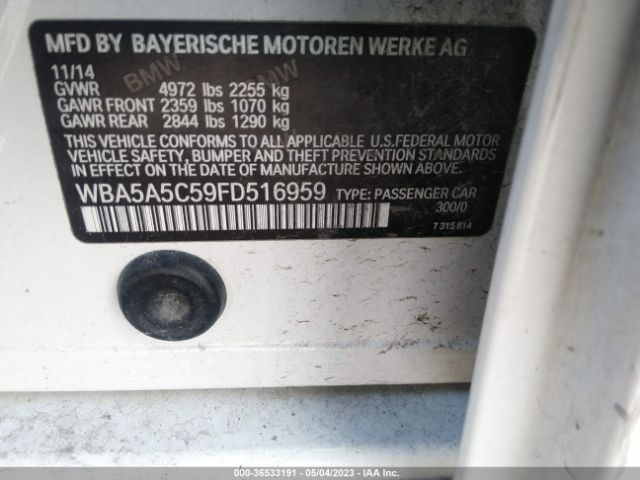 MFD BY BAYERISCHE MOTOREN WERKE AG
11/14
GVWR 4972 lbs 2255 kg
GAWR FRONT 2359 lbs 1070 kg
GAWR REAR 2844 lbs 1290 kg
BMW BMW
THIS VEHICLE CONFORMS TO ALL APPLICABLE U.S.FEDERAL MOTOR
VEHICLE SAFETY, BUMPER AND THEFT PREVENTION STANDARDS
IN EFFECT ON THE DATE OF MANUFACTURE SHOWN ABOVE.
WBA5A5C59FD516959 TYPE: PASSENGER CAR
300/0
7 315 814
000-36533191 - 05/04/2023 - IAA Inc.